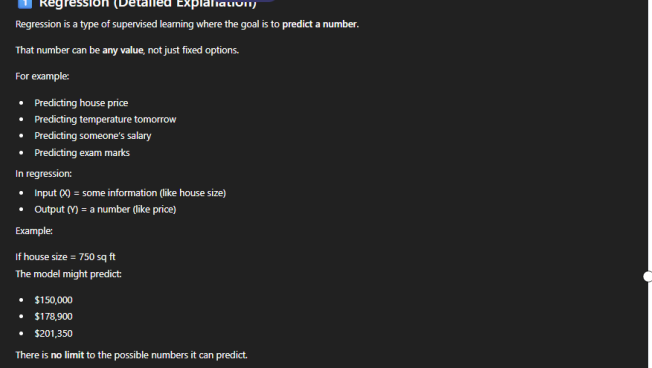 1 Regression (Detailed Explanation)
Regression is a type of supervised learning where the goal is to predict a number.
That number can be any value, not just fixed options.
For example:
• Predicting house price
• Predicting temperature tomorrow
• Predicting someone's salary
• Predicting exam marks
In regression:
• Input (X) = some information (like house size)
• Output (Y) = a number (like price)
Example:
If house size = 750 sq ft
The model might predict:
• $150,000
• $178,900
• $201,350
There is no limit to the possible numbers it can predict.